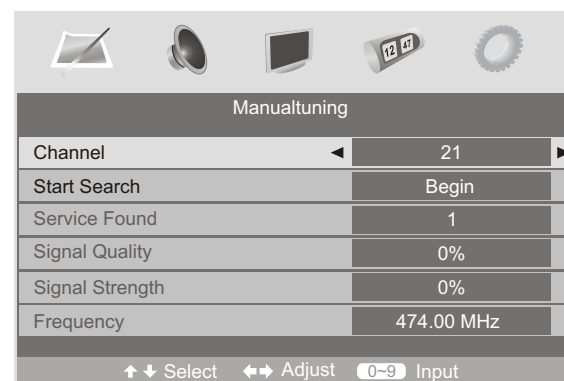 12 47
Manualtuning
Channel 21
Start Search Begin
Service Found 1
Signal Quality 0%
Signal Strength 0%
Frequency 474.00 MHz
Select Adjust 0~9 Input